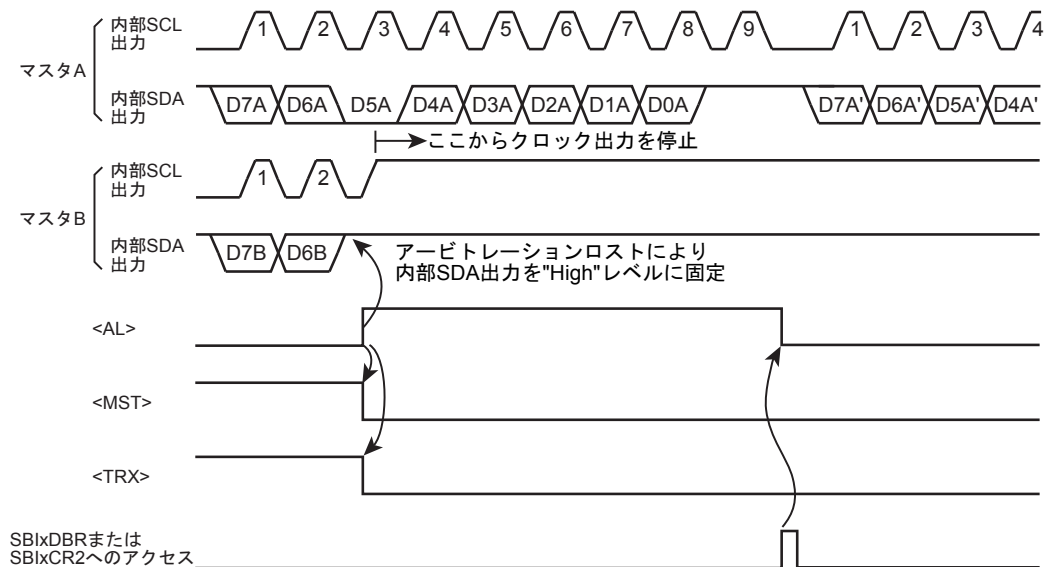 マスタA
内部SCL
出力
1 2 3 4 5 6 7 8 9 1 2 3 4
内部SDA
出力
D7A D6A D5A D4A D3A D2A D1A D0A D7A' D6A' D5A' D4A'
ここからクロック出力を停止
マスタB
内部SCL
出力
1 2
内部SDA
出力
D7B D6B
アービトレーションロストにより
内部SDA出力を"High"レベルに固定
<AL>
<MST>
<TRX>
SBIxDBRまたは
SBIxCR2へのアクセス